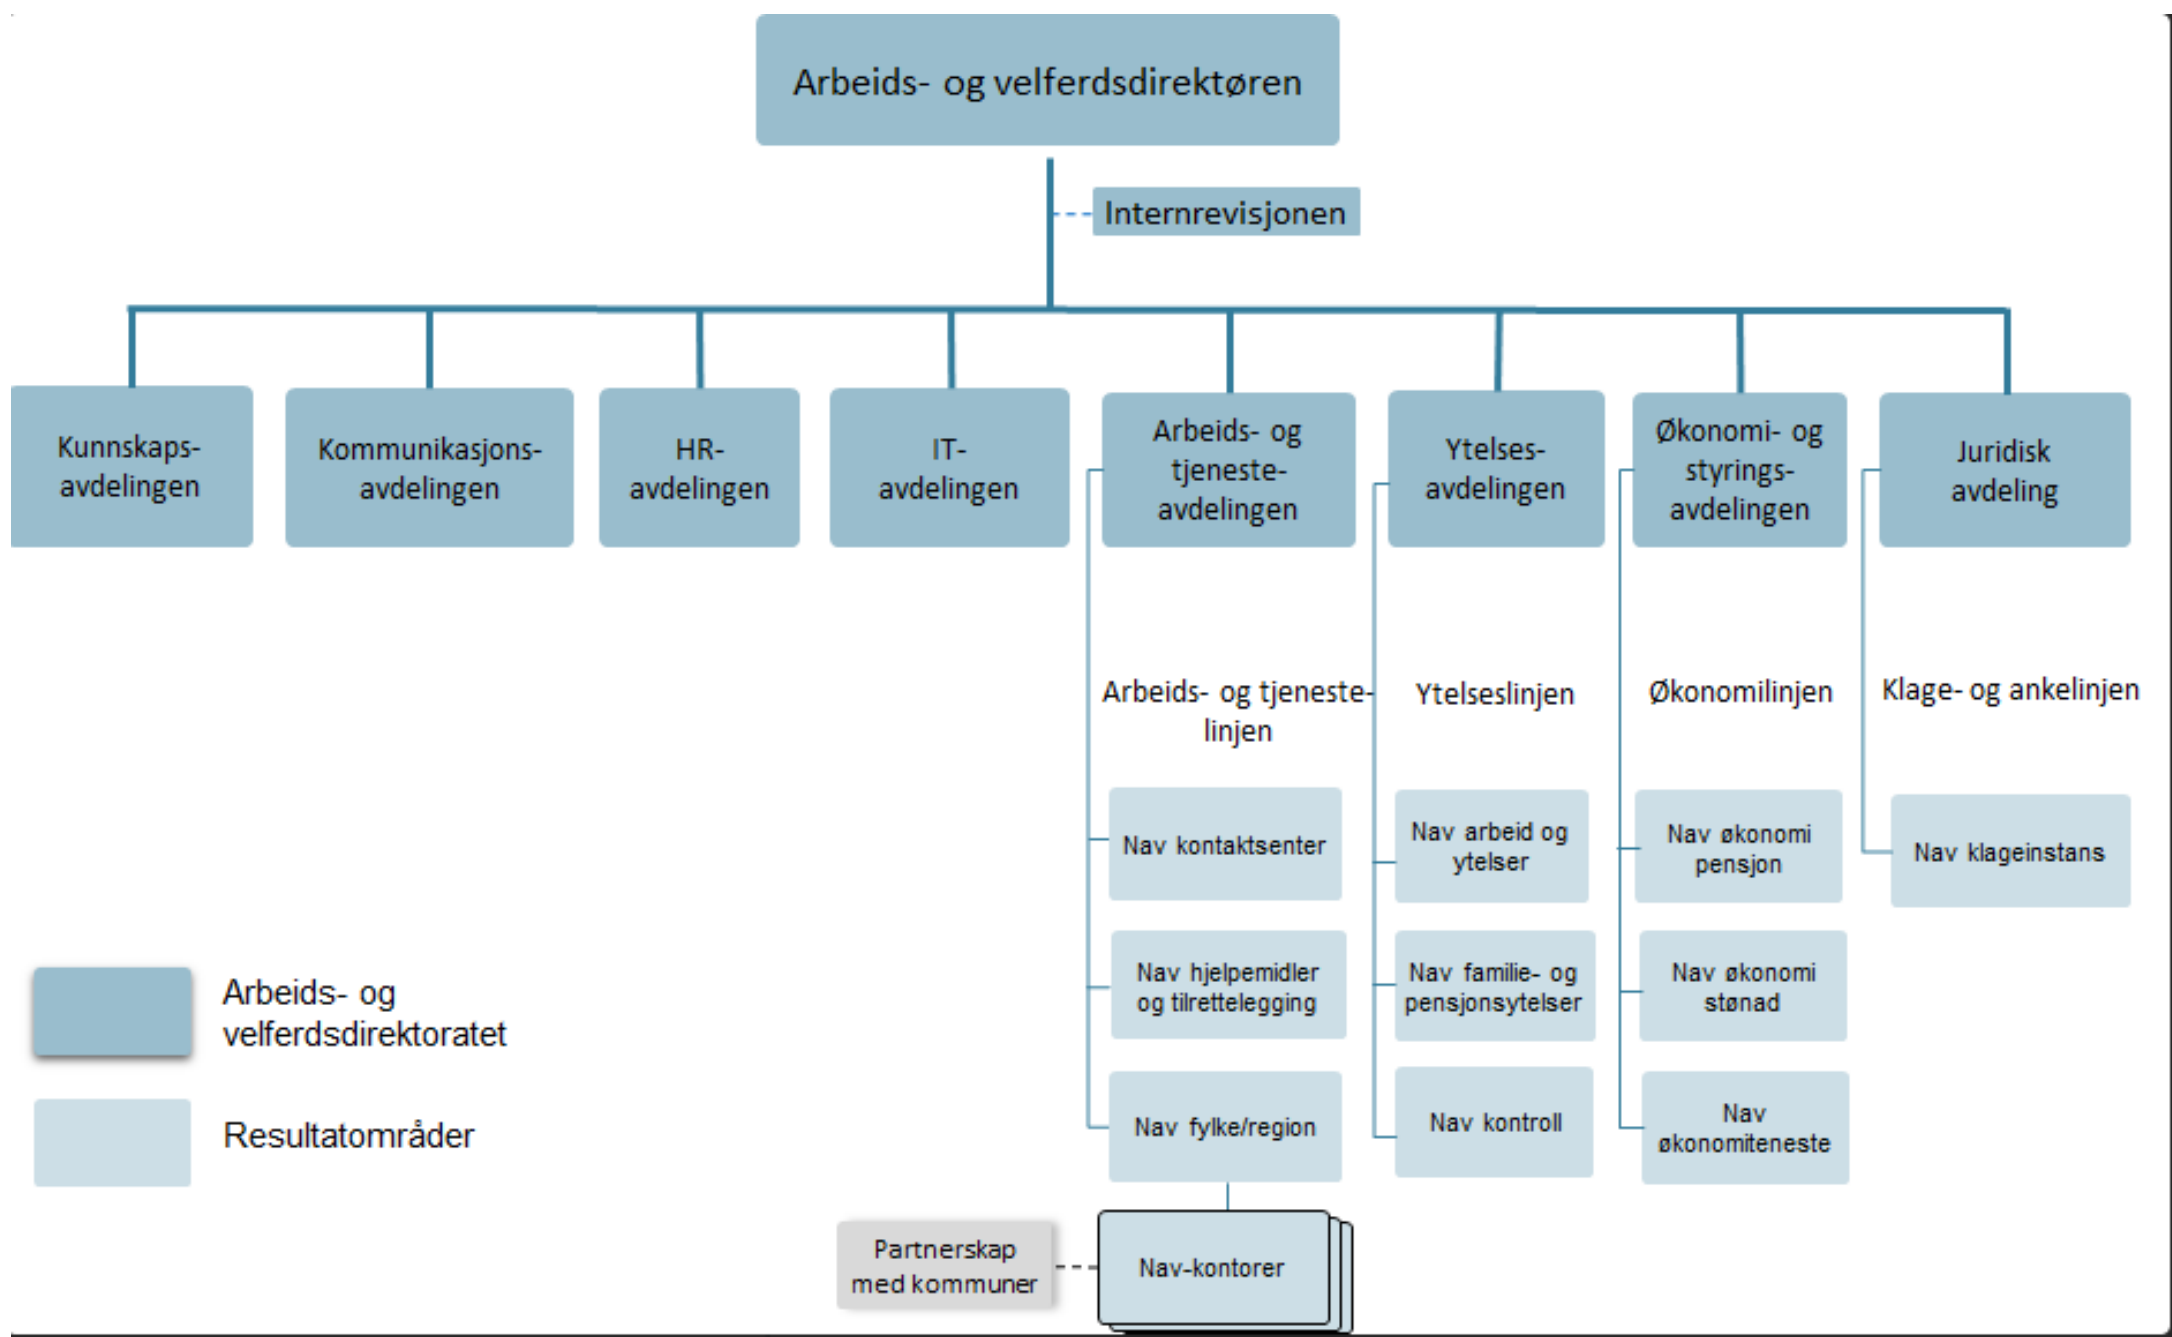 Arbeids- og velferdsdirektøren
Internrevisjonen
Kunnskaps-
avdelingen
Kommunikasjons-
avdelingen
HR-
avdelingen
IT-
avdelingen
Arbeids- og
tjeneste-
avdelingen
Ytelses-
avdelingen
Økonomi- og
styrings-
avdelingen
Juridisk
avdeling
Arbeids- og tjeneste-
linjen
Ytelseslinjen
Økonomilinjen
Klage- og ankelinjen
Nav kontaktsenter
Nav arbeid og
ytelser
Nav økonomi
pensjon
Nav klageinstans
Nav hjelpemidler
og tilrettelegging
Nav familie- og
pensjonsytelser
Nav økonomi
stønad
Nav fylke/region
Nav kontroll
Nav
økonomiteneste
Arbeids- og
velferdsdirektoratet
Resultatområder
Partnerskap
med kommuner
Nav-kontorer